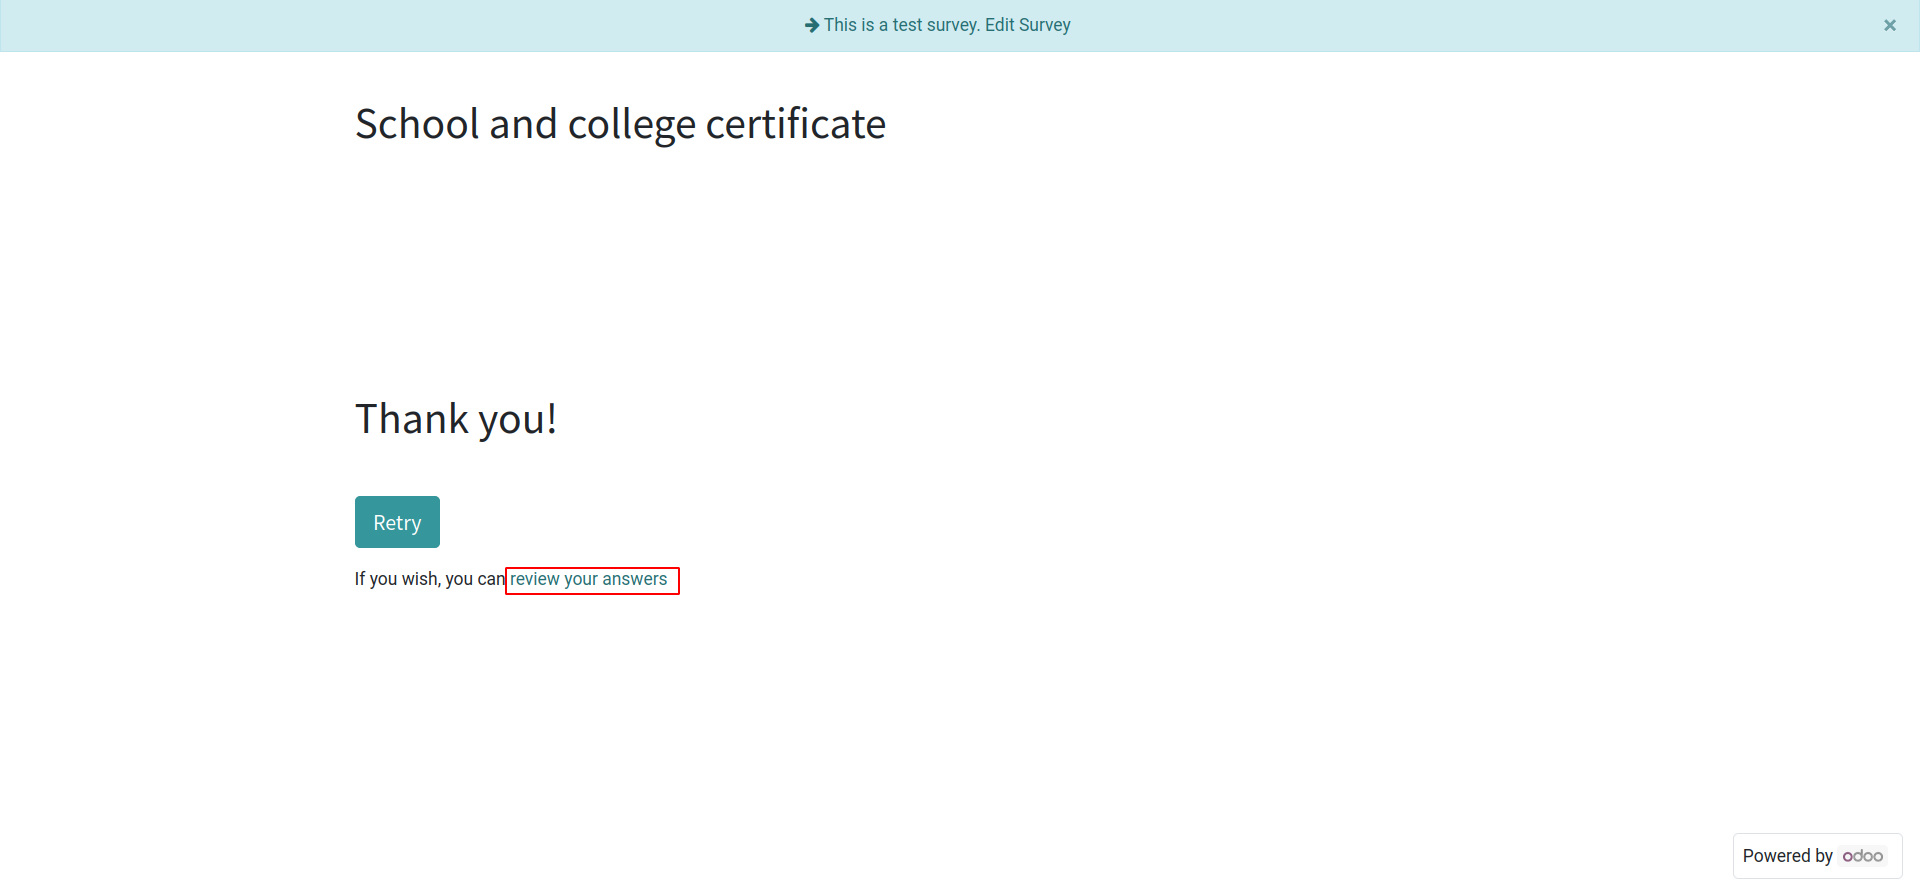 This is a test survey. Edit Survey
×
School and college certificate
Thank you!
Retry
If you wish, you can review your answers
Powered by odoo